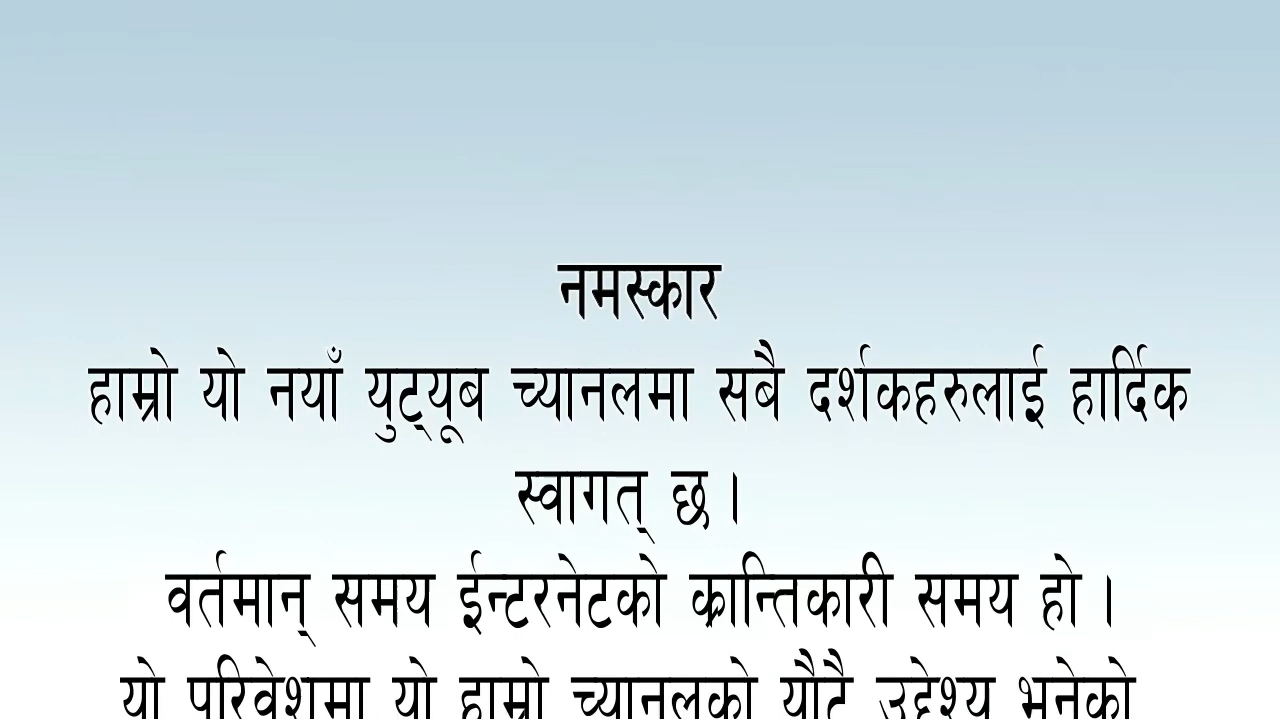 नमस्कार
हाम्रो यो नयाँ युट्यूब च्यानलमा सबै दर्शकहरुलाई हार्दिक
स्वागत् छ ।
वर्तमान् समय ईन्टरनेटको क्रान्तिकारी समय हो ।
यो परिवेशमा यो हाम्रो च्यानलको यौटै उद्देश्य भनेको